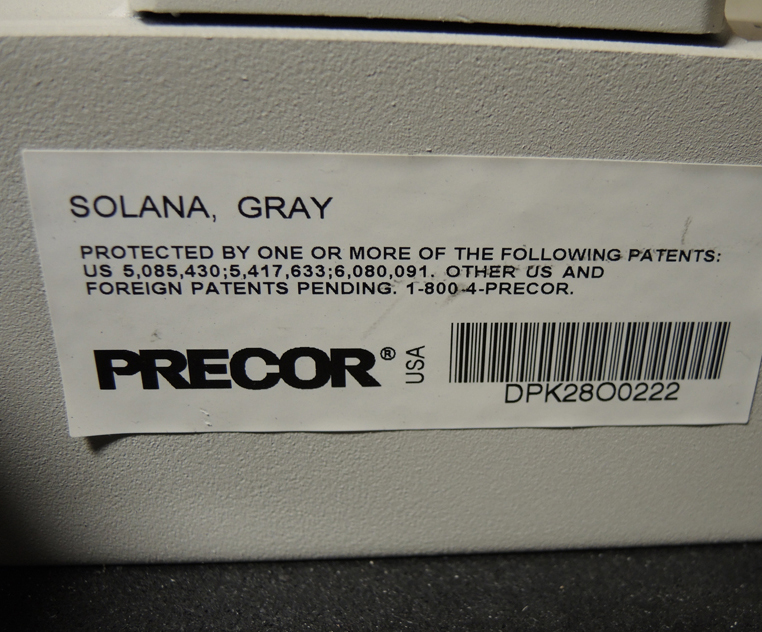 SOLANA, GRAY
PROTECTED BY ONE OR MORE OF THE FOLLOWING PATENTS:
US 5,085,430;5,417,633;6,080,091. OTHER US AND
FOREIGN PATENTS PENDING. 1-800-4-PRECOR.
PRECOR® USA
DPK28O0222